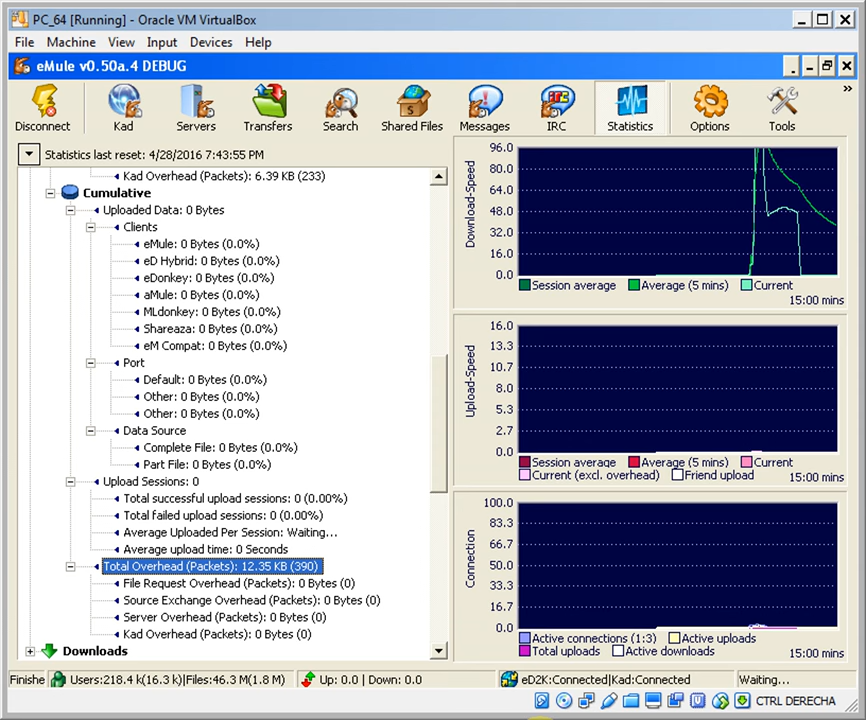 PC_64 [Running] - Oracle VM VirtualBox
File Machine View Input Devices Help
eMule v0.50a.4 DEBUG
Disconnect Kad Servers Transfers Search Shared Files Messages IRC Statistics Options Tools
Statistics last reset: 4/28/2016 7:43:55 PM
Kad Overhead (Packets): 6.39 KB (233)
Cumulative
Uploaded Data: 0 Bytes
Clients
eMule: 0 Bytes (0.0%)
eD Hybrid: 0 Bytes (0.0%)
eDonkey: 0 Bytes (0.0%)
aMule: 0 Bytes (0.0%)
MLdonkey: 0 Bytes (0.0%)
Shareaza: 0 Bytes (0.0%)
eM Compat: 0 Bytes (0.0%)
Port
Default: 0 Bytes (0.0%)
Other: 0 Bytes (0.0%)
Other: 0 Bytes (0.0%)
Data Source
Complete File: 0 Bytes (0.0%)
Part File: 0 Bytes (0.0%)
Upload Sessions: 0
Total successful upload sessions: 0 (0.00%)
Total failed upload sessions: 0 (0.00%)
Average Uploaded Per Session: Waiting...
Average upload time: 0 Seconds
Total Overhead (Packets): 12.35 KB (390)
File Request Overhead (Packets): 0 Bytes (0)
Source Exchange Overhead (Packets): 0 Bytes (0)
Server Overhead (Packets): 0 Bytes (0)
Kad Overhead (Packets): 0 Bytes (0)
Downloads
Download-Speed
96.0
80.0
64.0
48.0
32.0
16.0
0.0
Session average Average (5 mins) Current
15:00 mins
Upload-Speed
16.0
13.3
10.7
8.0
5.3
2.7
0.0
Session average Average (5 mins) Current
Current (excl. overhead) Friend upload 15:00 mins
Connection
100.0
83.3
66.7
50.0
33.3
16.7
0.0
Active connections (1:3) Active uploads
Total uploads Active downloads 15:00 mins
Finishe Users:218.4 k(16.3 k)|Files:46.3 M(1.8 M) Up: 0.0 | Down: 0.0 eD2K:Connected|Kad:Connected Waiting...
CTRL DERECHA